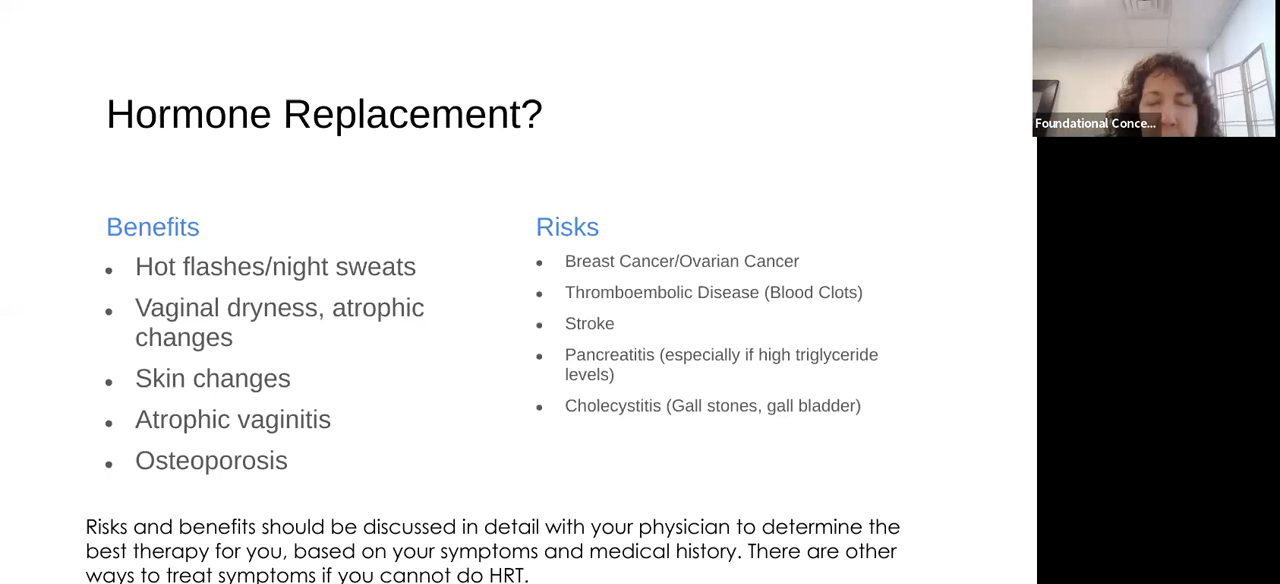 Hormone Replacement?
Benefits
Hot flashes/night sweats
Vaginal dryness, atrophic
changes
Skin changes
Atrophic vaginitis
Osteoporosis
Risks
Breast Cancer/Ovarian Cancer
Thromboembolic Disease (Blood Clots)
Stroke
Pancreatitis (especially if high triglyceride
levels)
Cholecystitis (Gall stones, gall bladder)
Risks and benefits should be discussed in detail with your physician to determine the
best therapy for you, based on your symptoms and medical history. There are other
ways to treat symptoms if you cannot do HRT.
Foundational Conce...